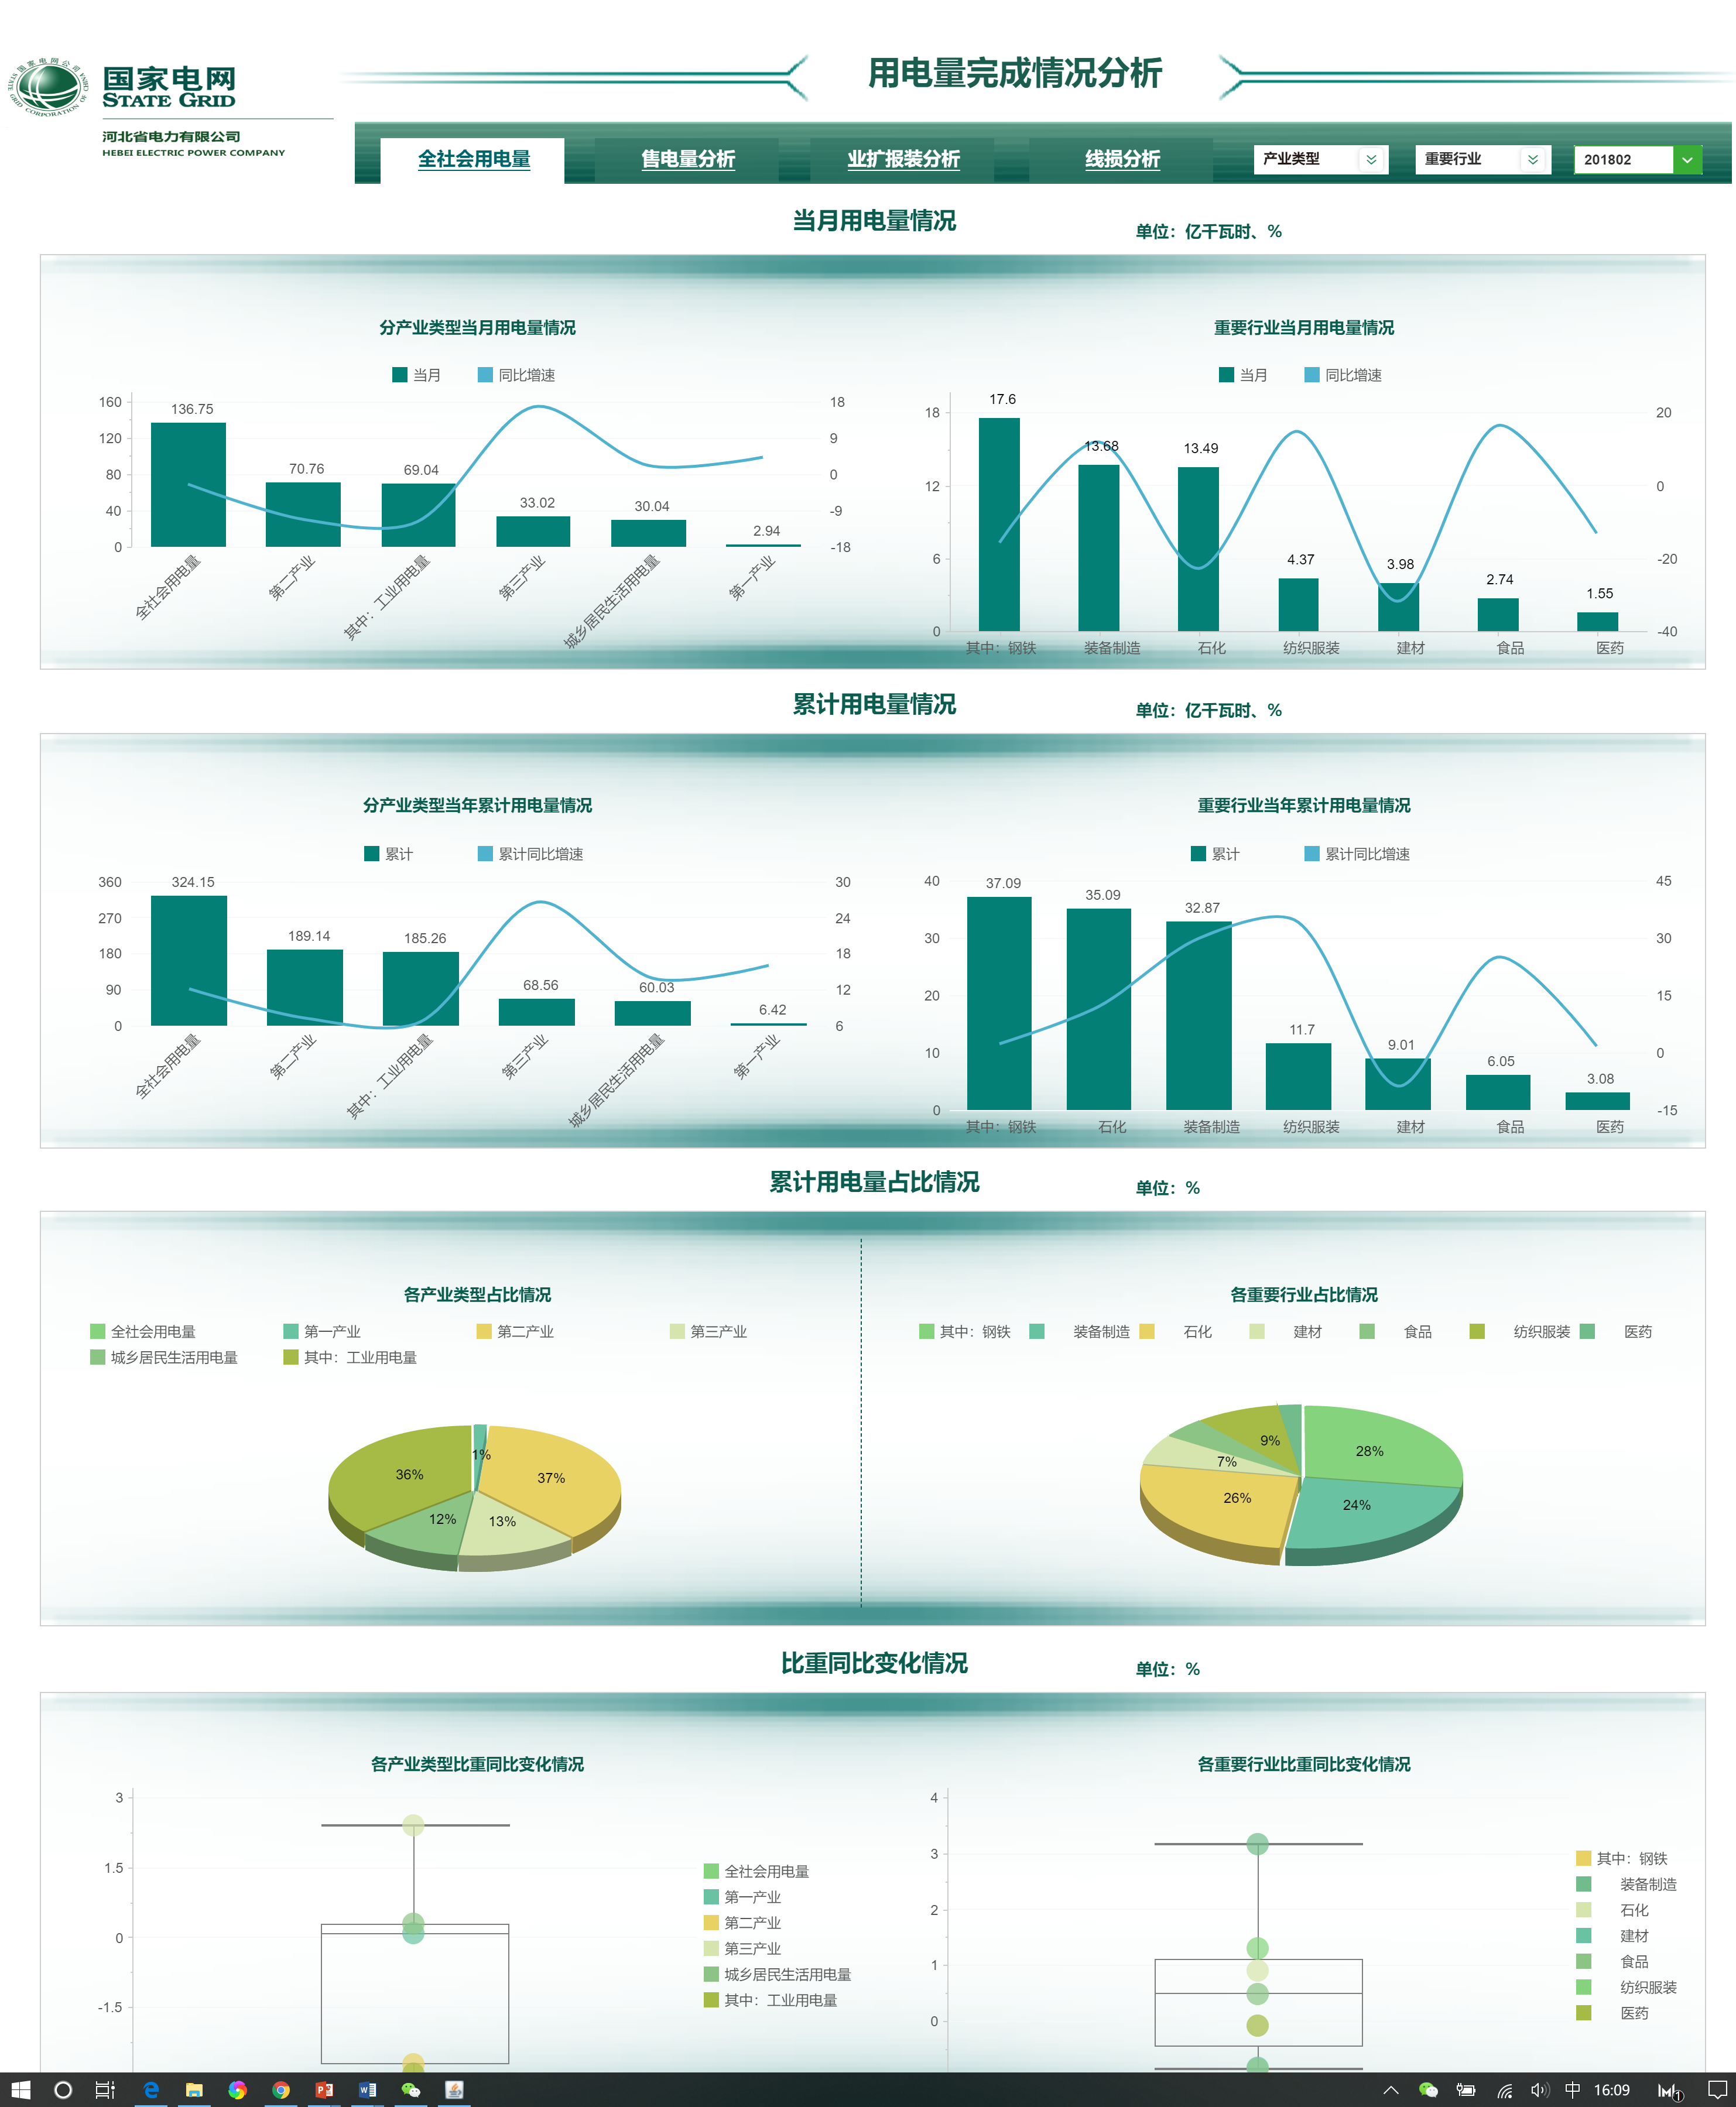 用电量完成情况分析
国家电网
STATE GRID
河北省电力有限公司
HEBEI ELECTRIC POWER COMPANY
国家电网公司
STATE GRID CORPORATION OF CHINA
全社会用电量 售电量分析 业扩报装分析 线损分析 产业类型 重要行业 201802
当月用电量情况 单位：亿千瓦时、%
分产业类型当月用电量情况
当月 同比增速
160 120 80 40 0
18 9 0 -9 -18
136.75 70.76 69.04 33.02 30.04 2.94
全社会用电量 第二产业 其中：工业用电量 第三产业 城乡居民生活用电量 第一产业
重要行业当月用电量情况
当月 同比增速
18 12 6 0
20 0 -20 -40
17.6 13.68 13.49 4.37 3.98 2.74 1.55
其中：钢铁 装备制造 石化 纺织服装 建材 食品 医药
累计用电量情况 单位：亿千瓦时、%
分产业类型当年累计用电量情况
累计 累计同比增速
360 270 180 90 0
30 24 18 12 6
324.15 189.14 185.26 68.56 60.03 6.42
全社会用电量 第二产业 其中：工业用电量 第三产业 城乡居民生活用电量 第一产业
重要行业当年累计用电量情况
累计 累计同比增速
40 30 20 10 0
45 30 15 0 -15
37.09 35.09 32.87 11.7 9.01 6.05 3.08
其中：钢铁 石化 装备制造 纺织服装 建材 食品 医药
累计用电量占比情况 单位：%
各产业类型占比情况
全社会用电量 第一产业 第二产业 第三产业
城乡居民生活用电量 其中：工业用电量
1% 37% 13% 12% 36%
各重要行业占比情况
其中：钢铁 装备制造 石化 建材 食品 纺织服装 医药
28% 24% 26% 7% 9%
比重同比变化情况 单位：%
各产业类型比重同比变化情况
3 1.5 0 -1.5
全社会用电量
第一产业
第二产业
第三产业
城乡居民生活用电量
其中：工业用电量
各重要行业比重同比变化情况
4 3 2 1 0
其中：钢铁
装备制造
石化
建材
食品
纺织服装
医药
中 16:09 1